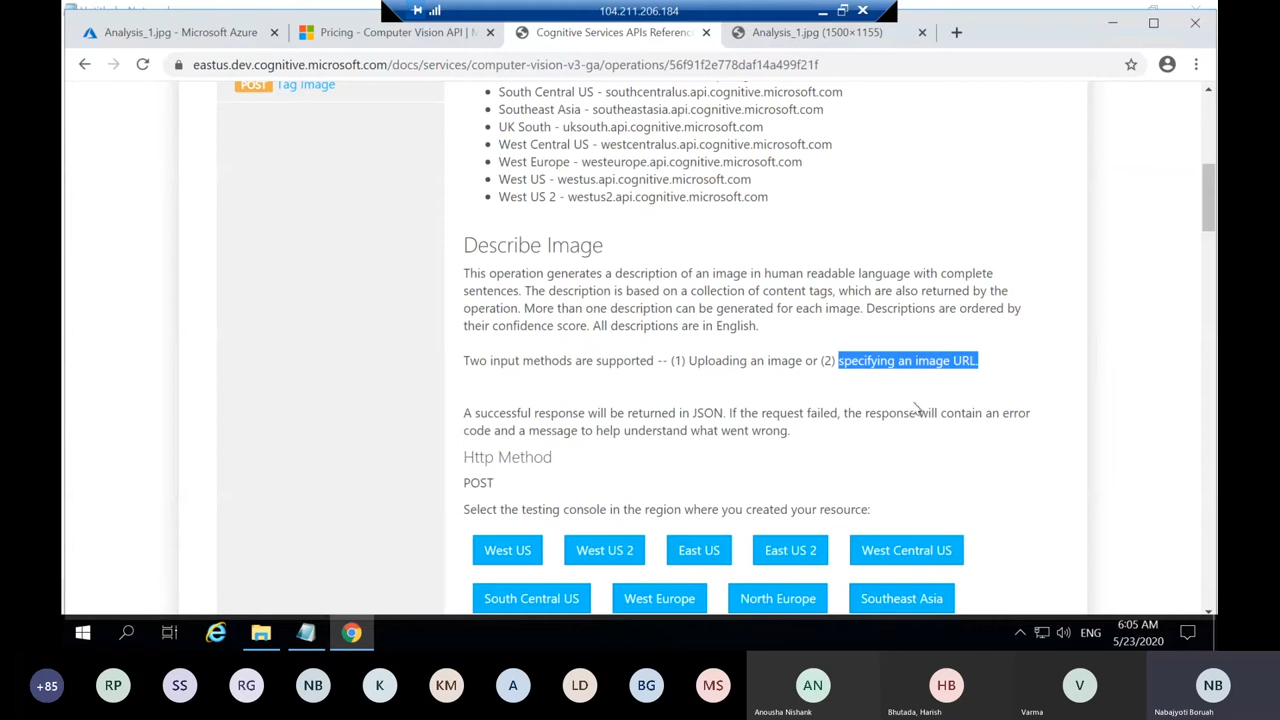 104.211.206.184
Analysis_1.jpg - Microsoft Azure
Pricing - Computer Vision API | M
Cognitive Services APIs Referenc
Analysis_1.jpg (1500×1155)
eastus.dev.cognitive.microsoft.com/docs/services/computer-vision-v3-ga/operations/56f91f2e778daf14a499f21f
POST Tag Image
South Central US - southcentralus.api.cognitive.microsoft.com
Southeast Asia - southeastasia.api.cognitive.microsoft.com
UK South - uksouth.api.cognitive.microsoft.com
West Central US - westcentralus.api.cognitive.microsoft.com
West Europe - westeurope.api.cognitive.microsoft.com
West US - westus.api.cognitive.microsoft.com
West US 2 - westus2.api.cognitive.microsoft.com
Describe Image
This operation generates a description of an image in human readable language with complete
sentences. The description is based on a collection of content tags, which are also returned by the
operation. More than one description can be generated for each image. Descriptions are ordered by
their confidence score. All descriptions are in English.
Two input methods are supported -- (1) Uploading an image or (2) specifying an image URL.
A successful response will be returned in JSON. If the request failed, the response will contain an error
code and a message to help understand what went wrong.
Http Method
POST
Select the testing console in the region where you created your resource:
West US
West US 2
East US
East US 2
West Central US
South Central US
West Europe
North Europe
Southeast Asia
ENG
6:05 AM
5/23/2020
+85
RP
SS
RG
NB
K
KM
A
LD
BG
MS
AN
HB
V
NB
Anousha Nishank
Bhutada, Harish
Varma
Nabajyoti Boruah